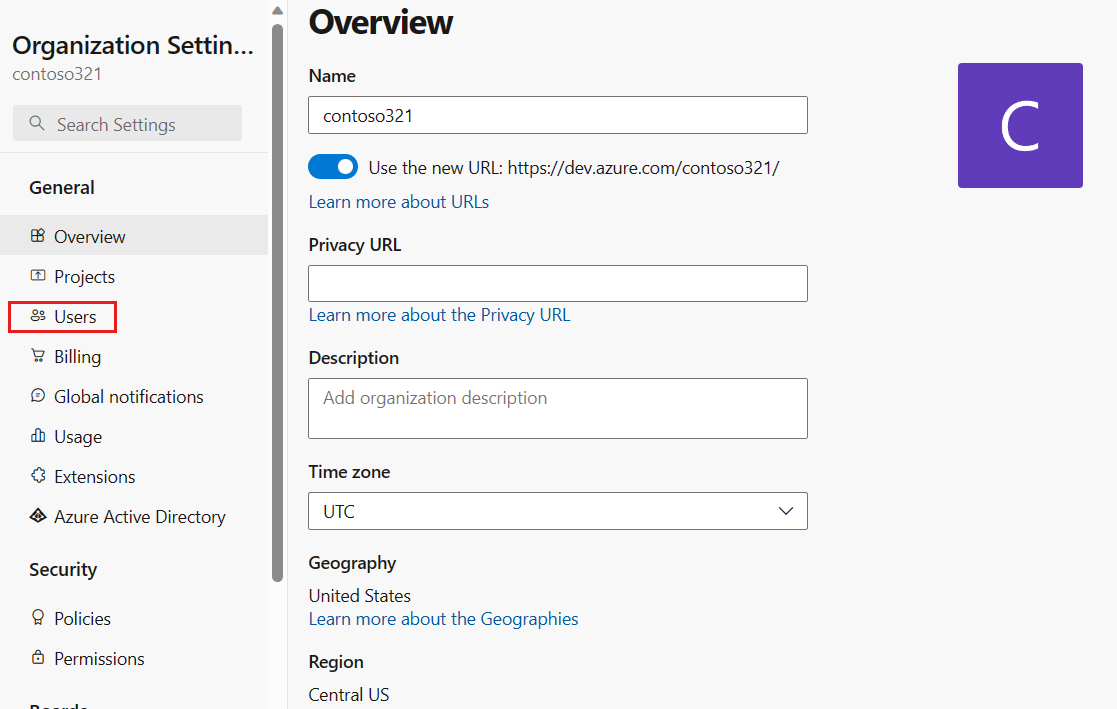 Organization Settin...
contoso321
Search Settings
General
Overview
Projects
Users
Billing
Global notifications
Usage
Extensions
Azure Active Directory
Security
Policies
Permissions
Boards
Overview
Name
contoso321
Use the new URL: https://dev.azure.com/contoso321/
Learn more about URLs
Privacy URL
Learn more about the Privacy URL
Description
Add organization description
Time zone
UTC
Geography
United States
Learn more about the Geographies
Region
Central US
C